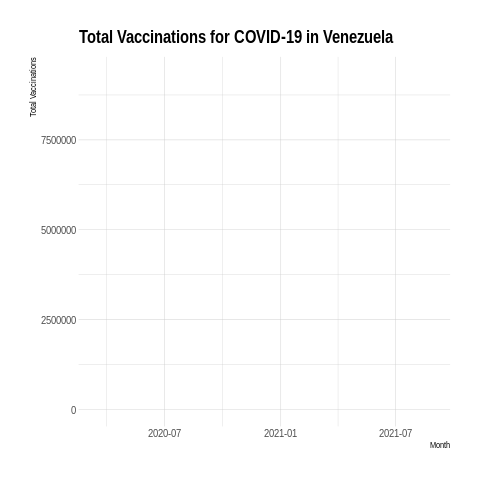 Total Vaccinations for COVID-19 in Venezuela
Total Vaccinations
7500000
5000000
2500000
0
2020-07
2021-01
2021-07
Month